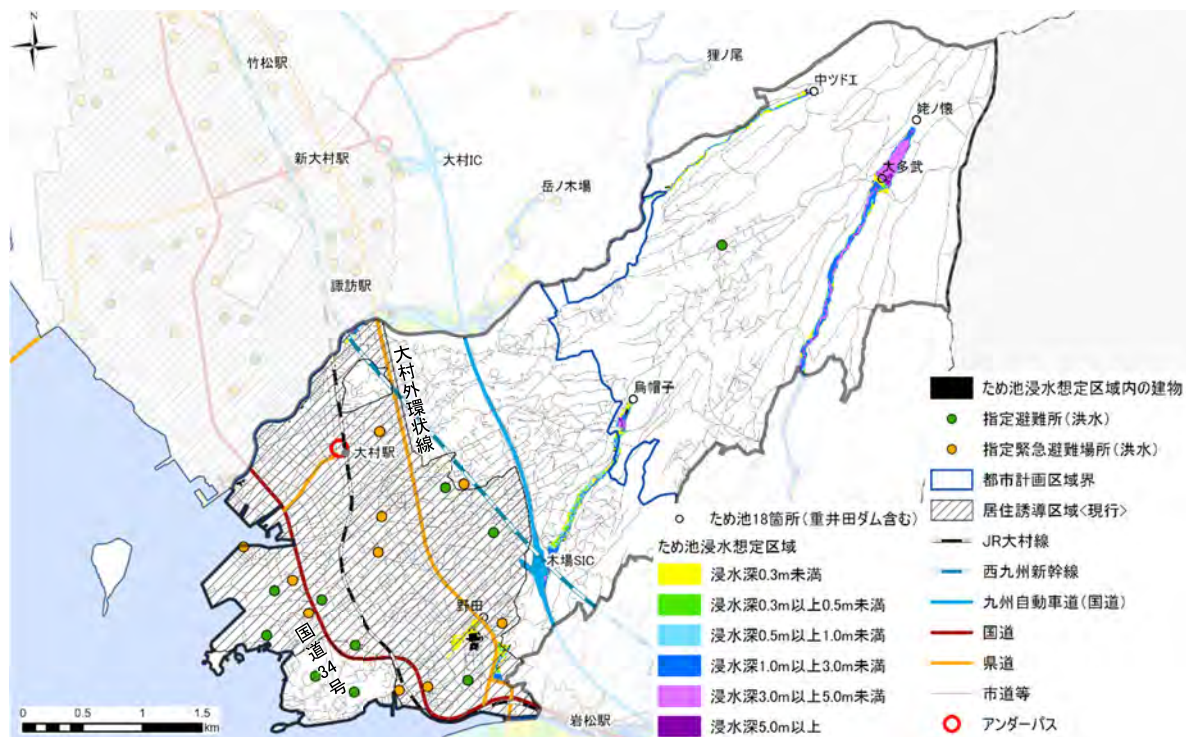 N
竹松駅
新大村駅
大村IC
諏訪駅
狸ノ尾
岳ノ木場
中ツドエ
姥ノ懐
大多武
大村外環状線
烏帽子
大村駅
木場SIC
野田
国道34号
岩松駅
0 0.5 1 1.5
km
ため池18箇所(重井田ダム含む)
ため池浸水想定区域
浸水深0.3m未満
浸水深0.3m以上0.5m未満
浸水深0.5m以上1.0m未満
浸水深1.0m以上3.0m未満
浸水深3.0m以上5.0m未満
浸水深5.0m以上
ため池浸水想定区域内の建物
指定避難所(洪水)
指定緊急避難場所(洪水)
都市計画区域界
居住誘導区域<現行>
JR大村線
西九州新幹線
九州自動車道(国道)
国道
県道
市道等
アンダーパス